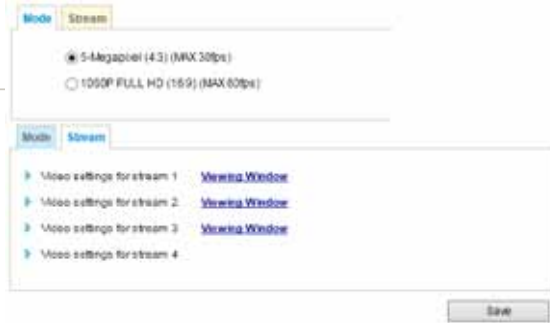 Mode Stream
5-Megapixel (4:3) (MAX 30fps)
1080P FULL HD (16:9) (MAX 60fps)
Mode Stream
Video settings for stream 1 Viewing Window
Video settings for stream 2 Viewing Window
Video settings for stream 3 Viewing Window
Video settings for stream 4
Save